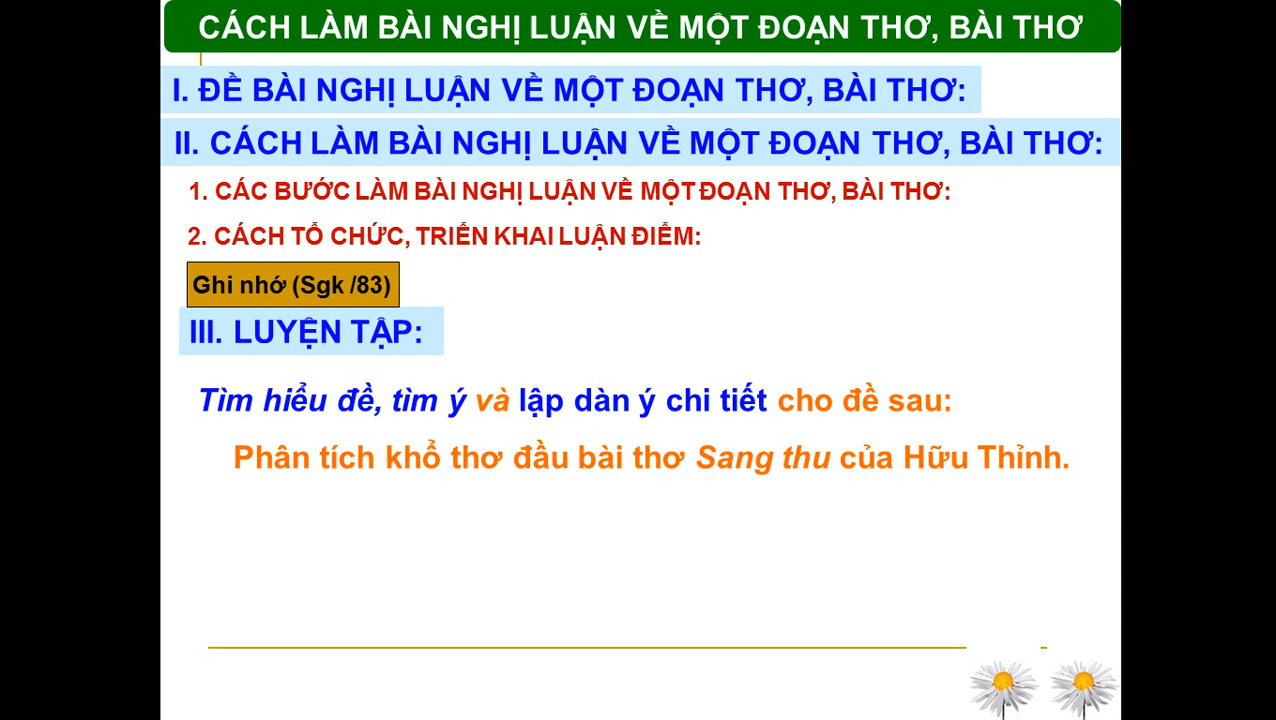 CÁCH LÀM BÀI NGHỊ LUẬN VỀ MỘT ĐOẠN THƠ, BÀI THƠ
I. ĐỀ BÀI NGHỊ LUẬN VỀ MỘT ĐOẠN THƠ, BÀI THƠ:
II. CÁCH LÀM BÀI NGHỊ LUẬN VỀ MỘT ĐOẠN THƠ, BÀI THƠ:
1. CÁC BƯỚC LÀM BÀI NGHỊ LUẬN VỀ MỘT ĐOẠN THƠ, BÀI THƠ:
2. CÁCH TỔ CHỨC, TRIỂN KHAI LUẬN ĐIỂM:
Ghi nhớ (Sgk /83)
III. LUYỆN TẬP:
Tìm hiểu đề, tìm ý và lập dàn ý chi tiết cho đề sau:
Phân tích khổ thơ đầu bài thơ Sang thu của Hữu Thỉnh.